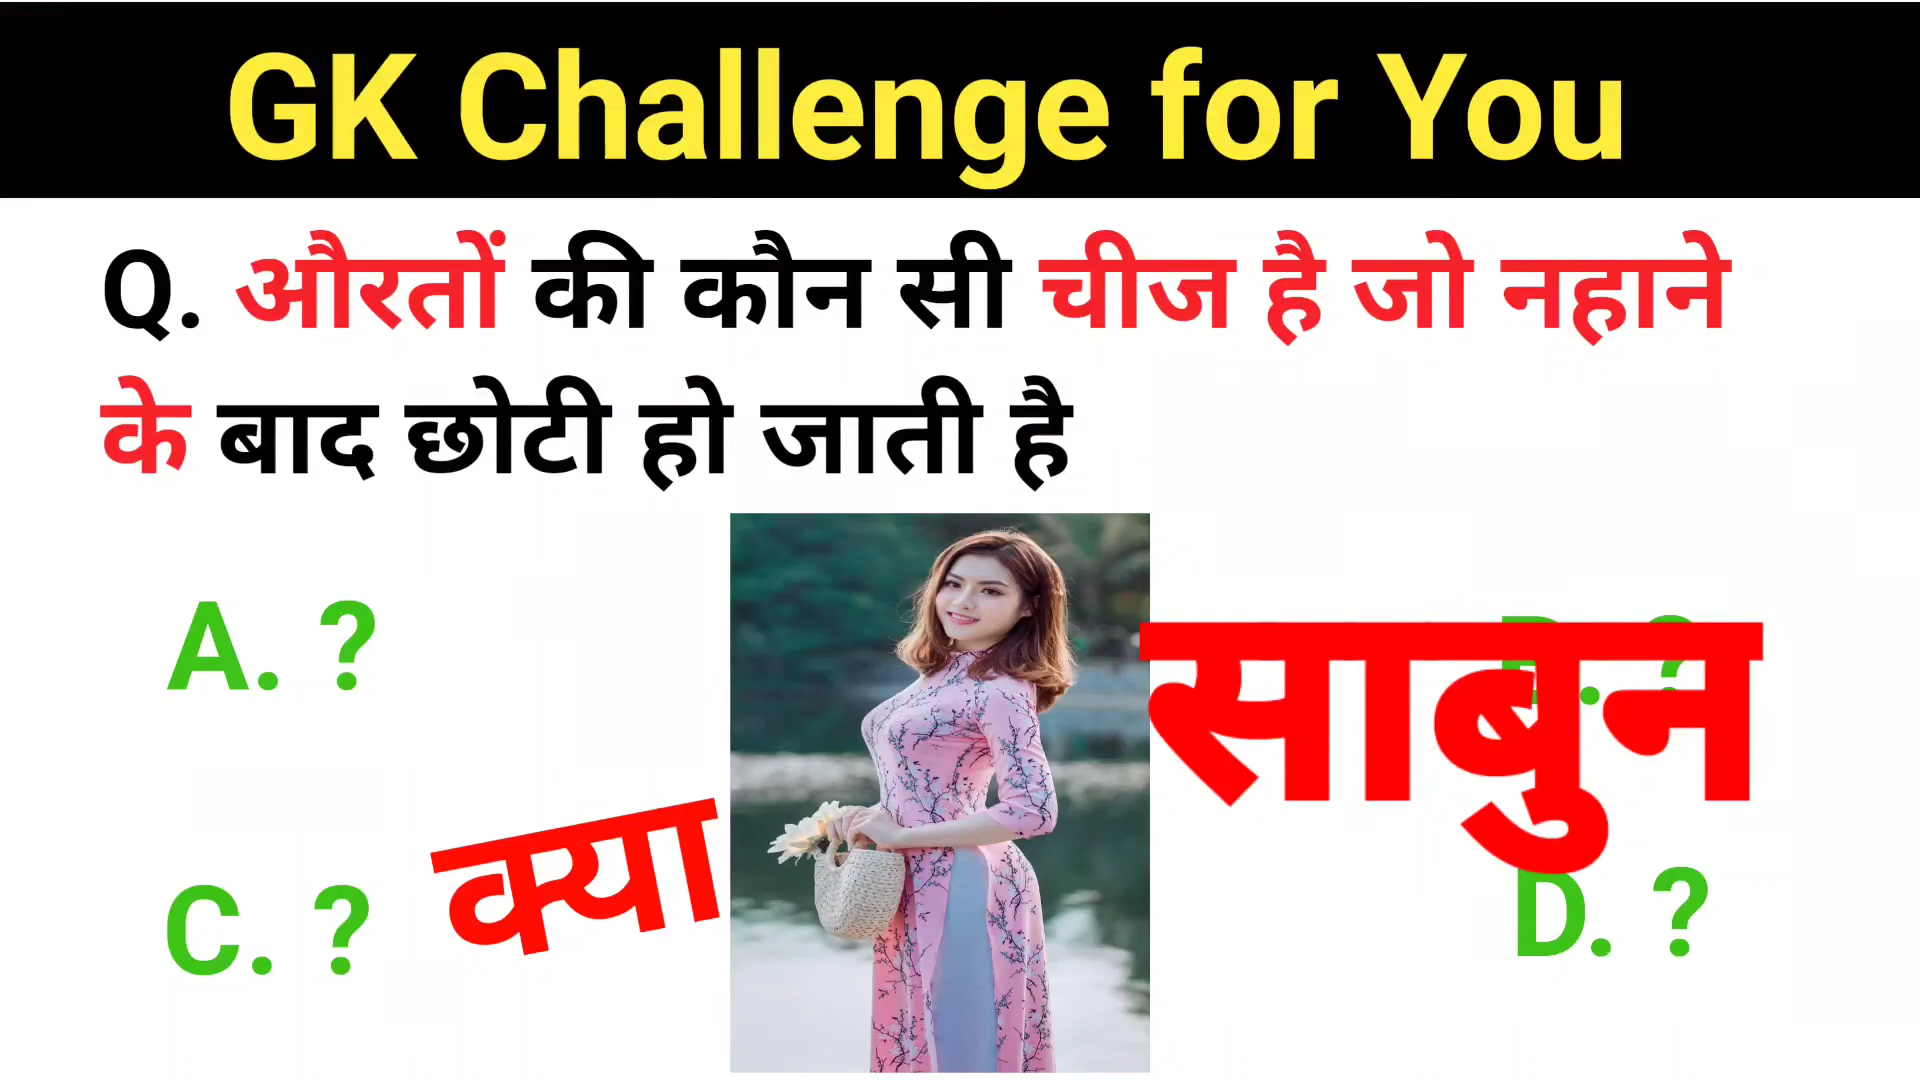 GK Challenge for You
Q. औरतों की कौन सी चीज है जो नहाने
के बाद छोटी हो जाती है
A. ?
साबुन
C. ?
क्या
D. ?